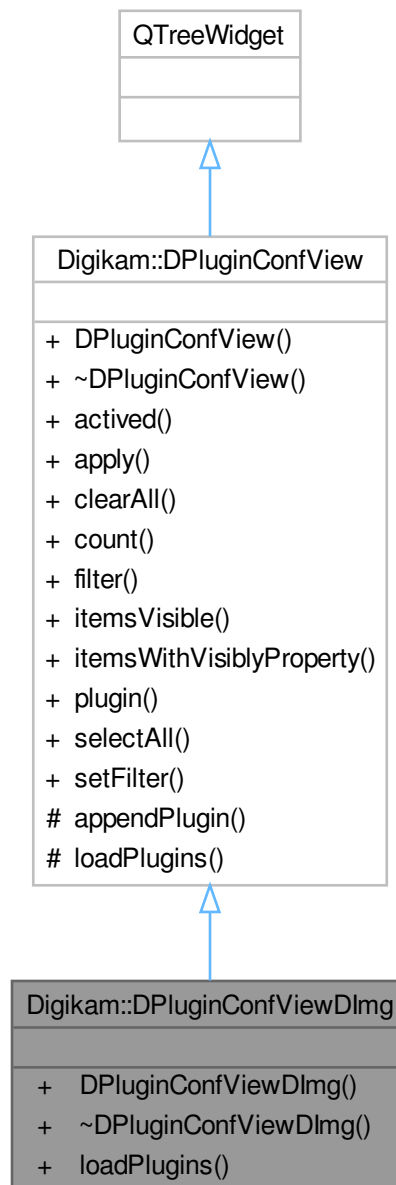 QTreeWidget
Digikam::DPluginConfView
+ DPluginConfView()
+ ~DPluginConfView()
+ actived()
+ apply()
+ clearAll()
+ count()
+ filter()
+ itemsVisible()
+ itemsWithVisiblyProperty()
+ plugin()
+ selectAll()
+ setFilter()
# appendPlugin()
# loadPlugins()
Digikam::DPluginConfViewDImg
+ DPluginConfViewDImg()
+ ~DPluginConfViewDImg()
+ loadPlugins()